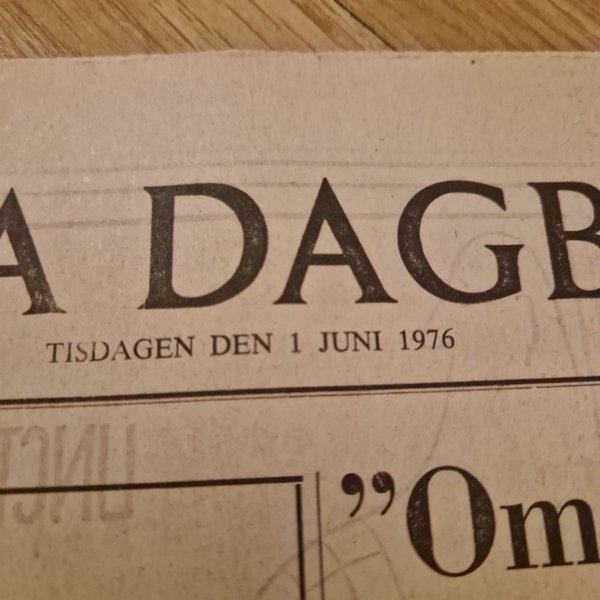 A DAGB
TISDAGEN DEN 1 JUNI 1976
”Om